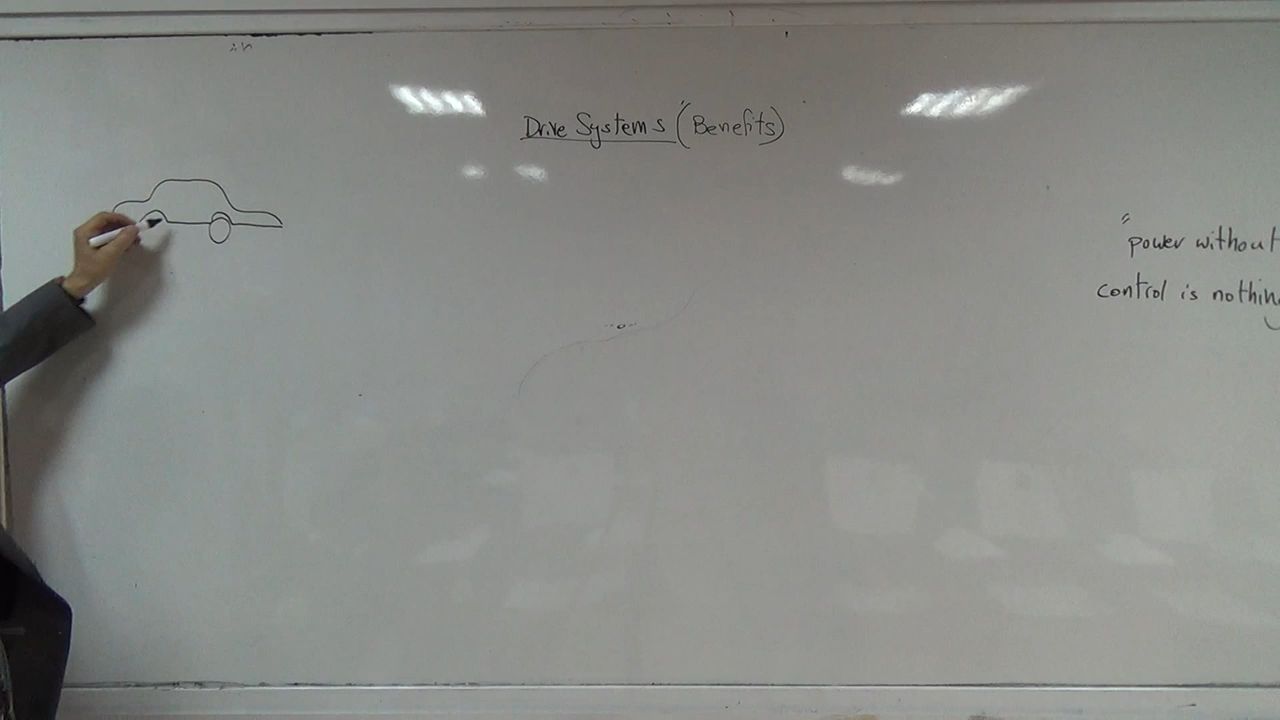 Drive Systems (Benefits)
"power without
control is nothing